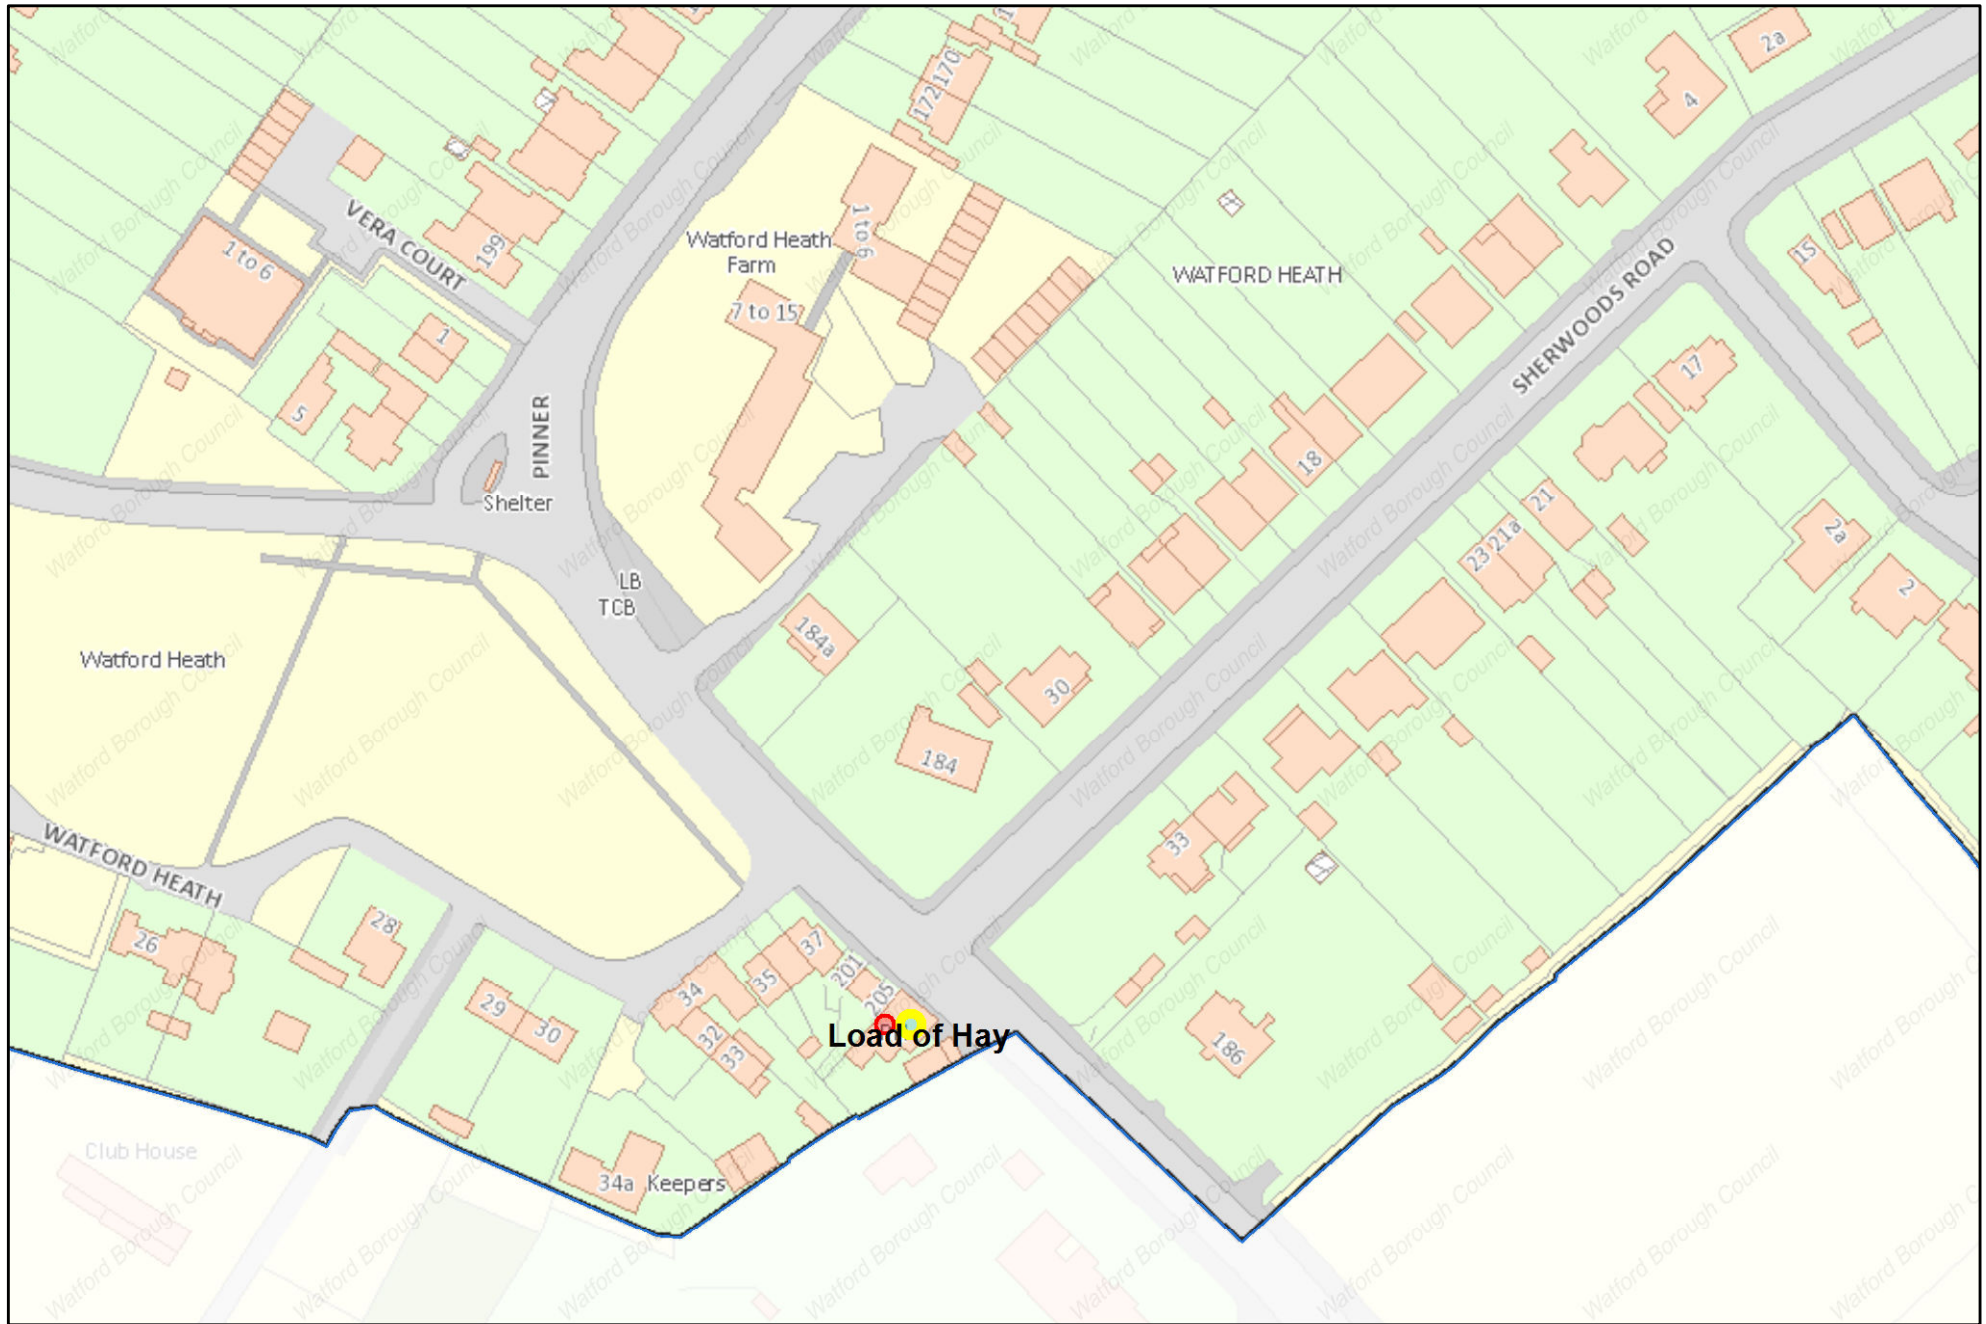 2a
4
172 170
VERA COURT
199
1 to 6
1 to 6
Watford Heath
Farm
WATFORD HEATH
15
7 to 15
1
5
SHERWOODS ROAD
17
PINNER
Shelter
18
21
23 21a
2a
2
LB
TCB
184a
Watford Heath
30
184
33
WATFORD HEATH
28
26
37
35
201
34
205
29
30
32
33
Load of Hay
186
Club House
34a Keepers
Watford Borough Council